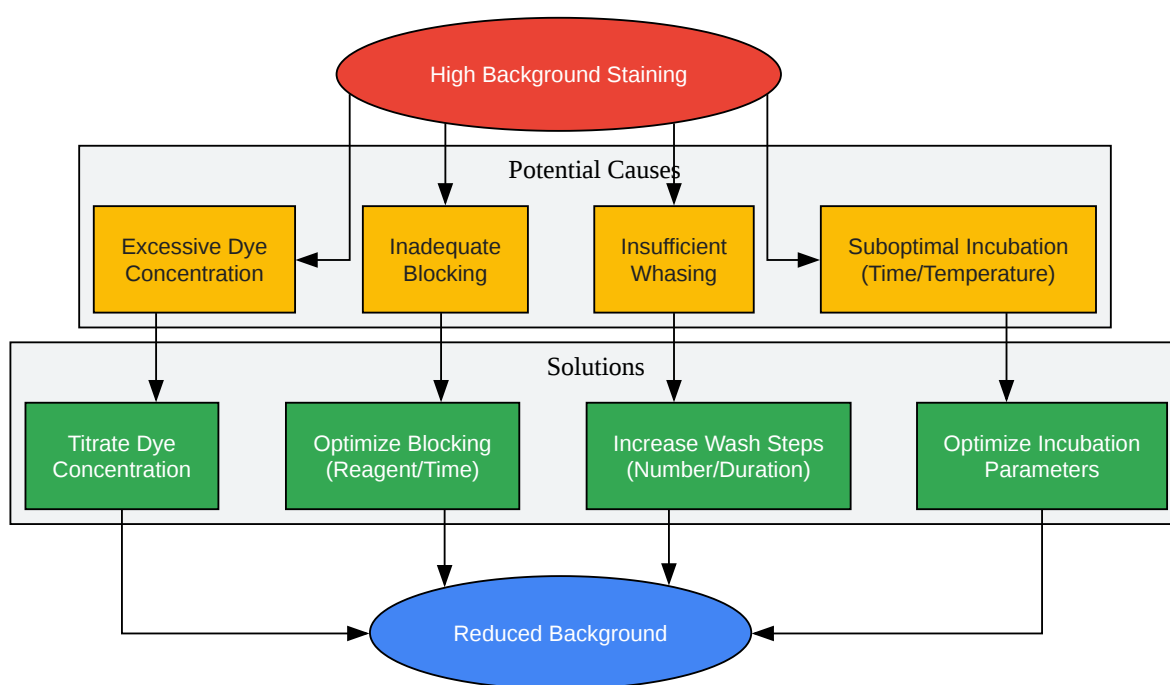 High Background Staining
Potential Causes
Excessive Dye
Concentration
Inadequate
Blocking
Insufficient
Whasing
Suboptimal Incubation
(Time/Temperature)
Solutions
Titrate Dye
Concentration
Optimize Blocking
(Reagent/Time)
Increase Wash Steps
(Number/Duration)
Optimize Incubation
Parameters
Reduced Background